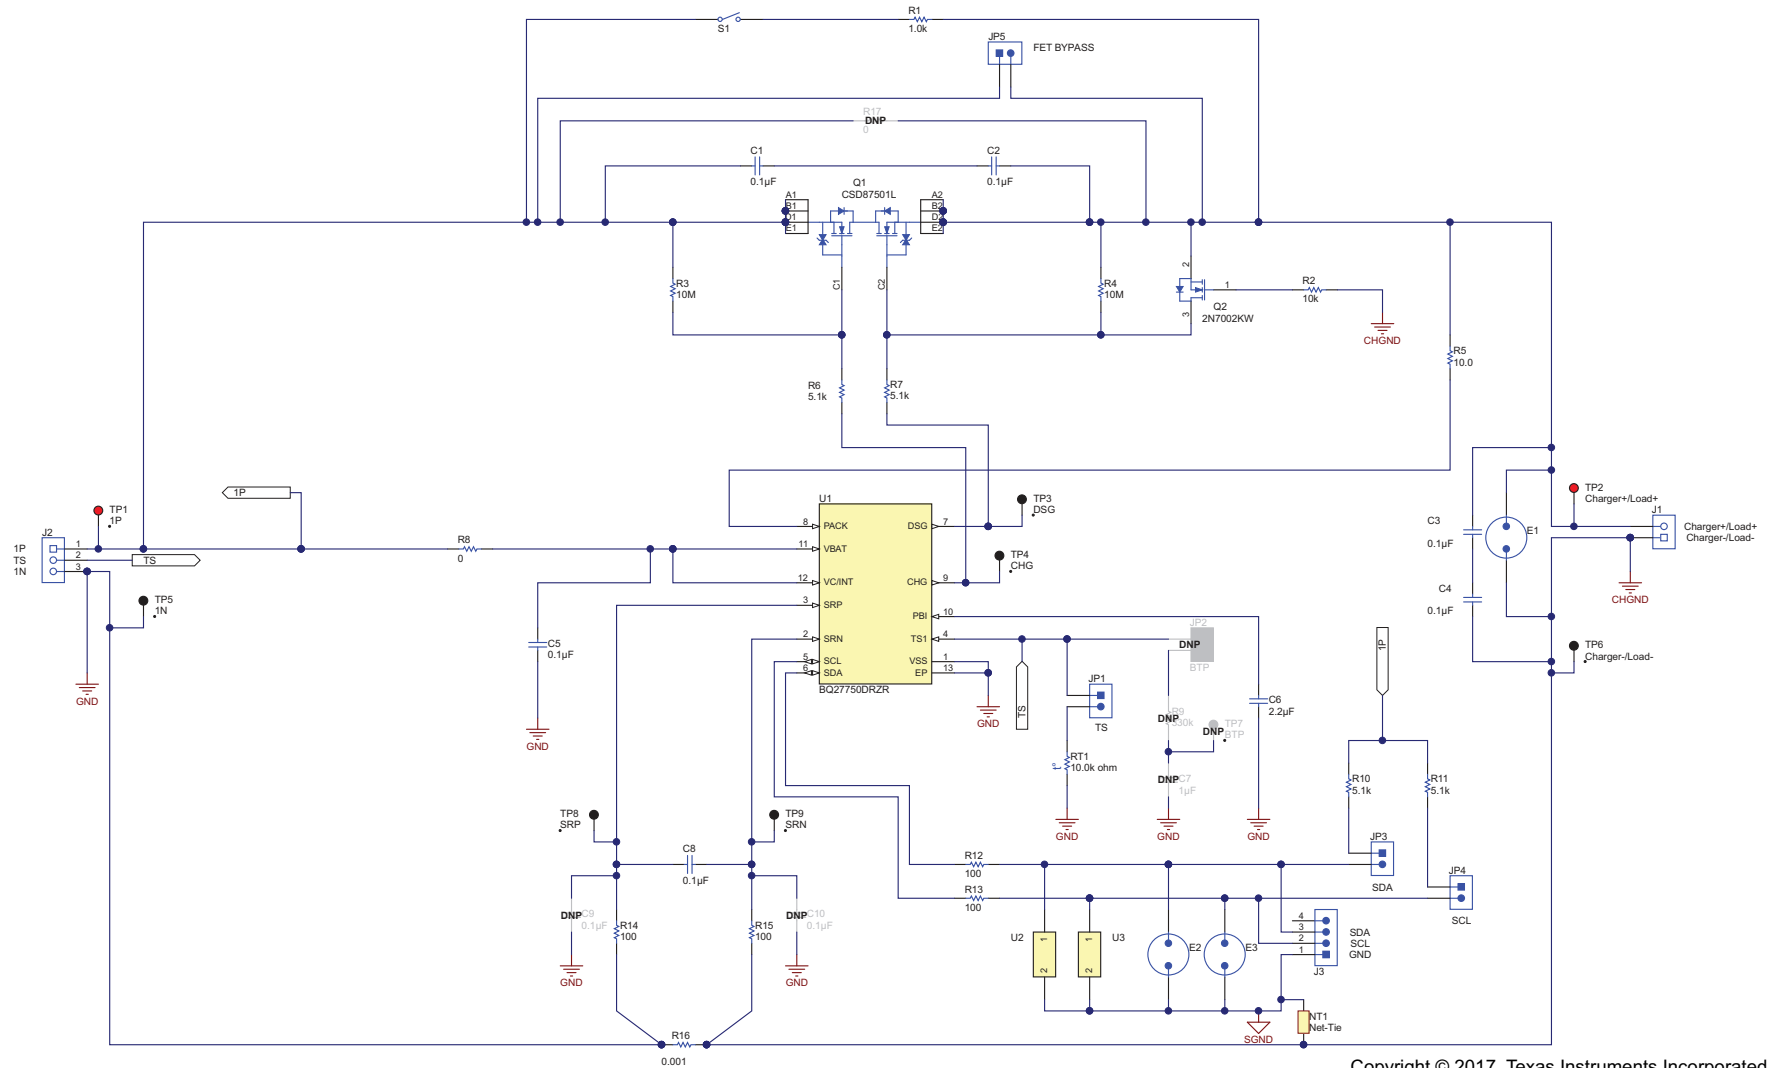 S1
R1
1.0k
JP5
FET BYPASS
R17
DNP
0
C1
0.1µF
C2
0.1µF
Q1
CSD87501L
A1
B1
D1
E1
A2
B2
D2
E2
C1
C2
R3
10M
R4
10M
2
1
3
Q2
2N7002KW
R2
10k
CHGND
R5
10.0
R6
5.1k
R7
5.1k
1P
TP1
1P
J2
1P
TS
1N
1
2
3
TS
TP5
1N
GND
R8
0
C5
0.1µF
GND
U1
8
PACK
11
VBAT
12
VC/INT
3
SRP
2
SRN
5
SCL
6
SDA
DSG
7
CHG
9
PBI
10
TS1
4
VSS
1
EP
13
BQ27750DRZR
TP3
DSG
TP4
CHG
GND
TS
JP1
TS
RT1
10.0k ohm
t°
GND
JP2
DNP
BTP
R9
DNP
330k
TP7
DNP
BTP
DNP
C7
1µF
GND
C6
2.2µF
GND
C3
0.1µF
C4
0.1µF
E1
TP2
Charger+/Load+
J1
1
2
Charger+/Load+
Charger-/Load-
CHGND
TP6
Charger-/Load-
1P
R10
5.1k
R11
5.1k
JP3
SDA
JP4
SCL
TP8
SRP
TP9
SRN
C8
0.1µF
DNP
C9
0.1µF
GND
R14
100
R15
100
DNP
C10
0.1µF
GND
R12
100
R13
100
U2
1
2
U3
1
2
E2
E3
4
3
2
1
SDA
SCL
GND
J3
NT1
Net-Tie
SGND
R16
0.001
Copyright © 2017, Texas Instruments Incorporated